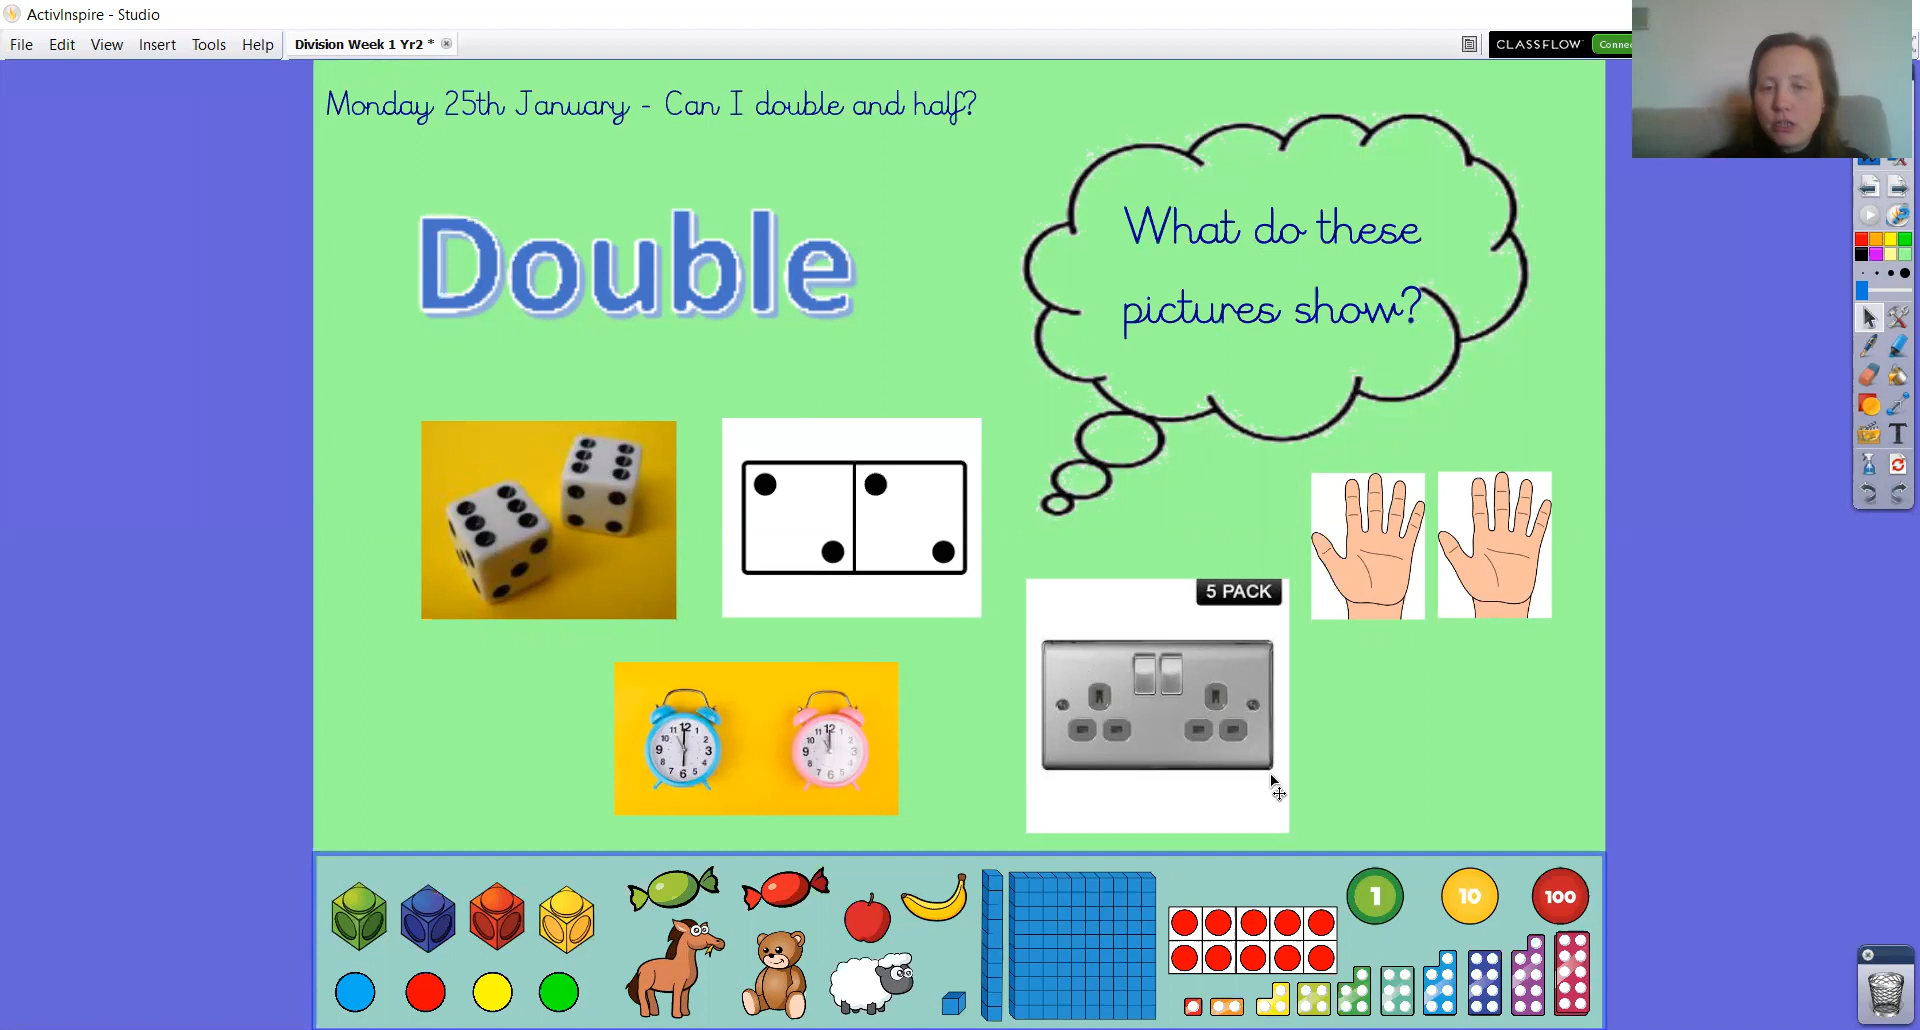 ActivInspire - Studio
File Edit View Insert Tools Help
Division Week 1 Yr2 *
CLASSFLOW
Monday 25th January - Can I double and half?
Double
What do these
pictures show?
5 PACK
1 10 100
T